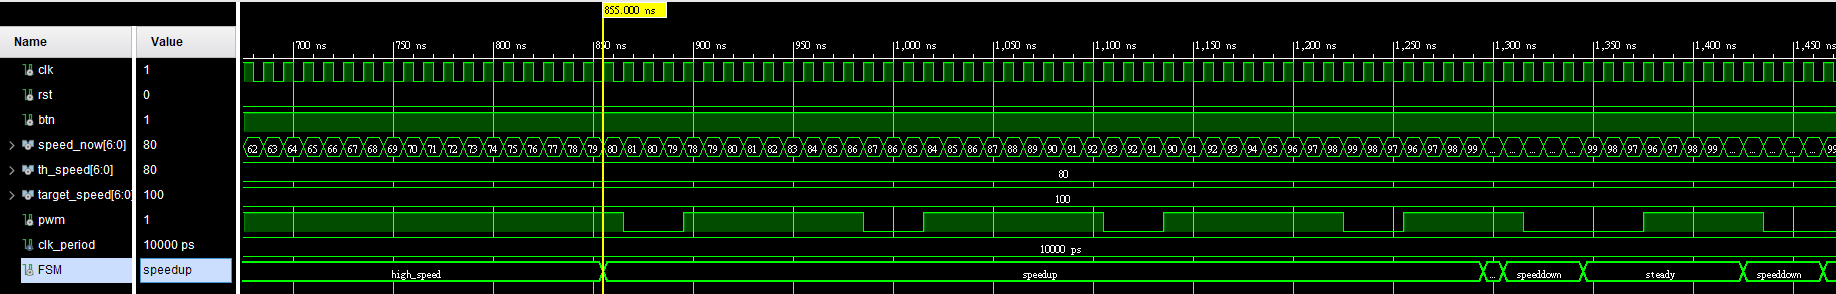 855.000 ns
Name Value
700 ns 750 ns 800 ns 850 ns 900 ns 950 ns 1,000 ns 1,050 ns 1,100 ns 1,150 ns 1,200 ns 1,250 ns 1,300 ns 1,350 ns 1,400 ns 1,450
clk 1
rst 0
btn 1
speed_now[6:0] 80 62 63 64 65 66 67 68 69 70 71 72 73 74 75 76 77 78 79 80 81 80 79 78 79 80 81 82 83 84 85 86 87 86 85 84 85 86 87 88 89 90 91 92 93 92 91 90 91 92 93 94 95 96 97 98 99 98 97 96 97 98 99 ... ... ... ... ... 99 98 97 96 97 98 99 ... ... ... ... ... 99
th_speed[6:0] 80 80
target_speed[6:0] 100 100
pwm 1
clk_period 10000 ps 10000 ps
FSM speedup high_speed speedup ... speeddown steady speeddown